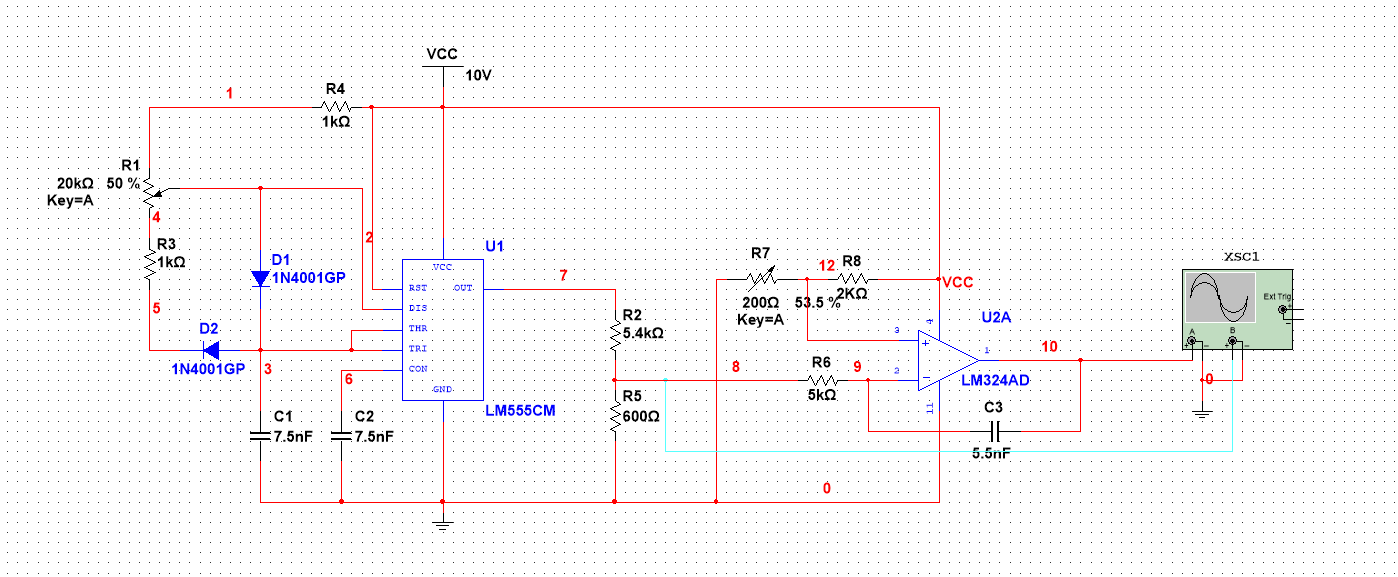 VCC
10V
1
R4
1kΩ
R1
20kΩ 50 %
Key=A
4
R3
1kΩ
5
D1
1N4001GP
D2
1N4001GP
3
2
6
C1
7.5nF
C2
7.5nF
U1
VCC
RST OUT
DIS
THR
TRI
CON
GND
LM555CM
7
R2
5.4kΩ
8
R5
600Ω
R7
12 R8
200Ω 53.5 % 2KΩ
Key=A
VCC
U2A
4
3
1
2
11
LM324AD
R6
5kΩ
9
10
C3
5.5nF
0
XSC1
Ext Trig
A B
0